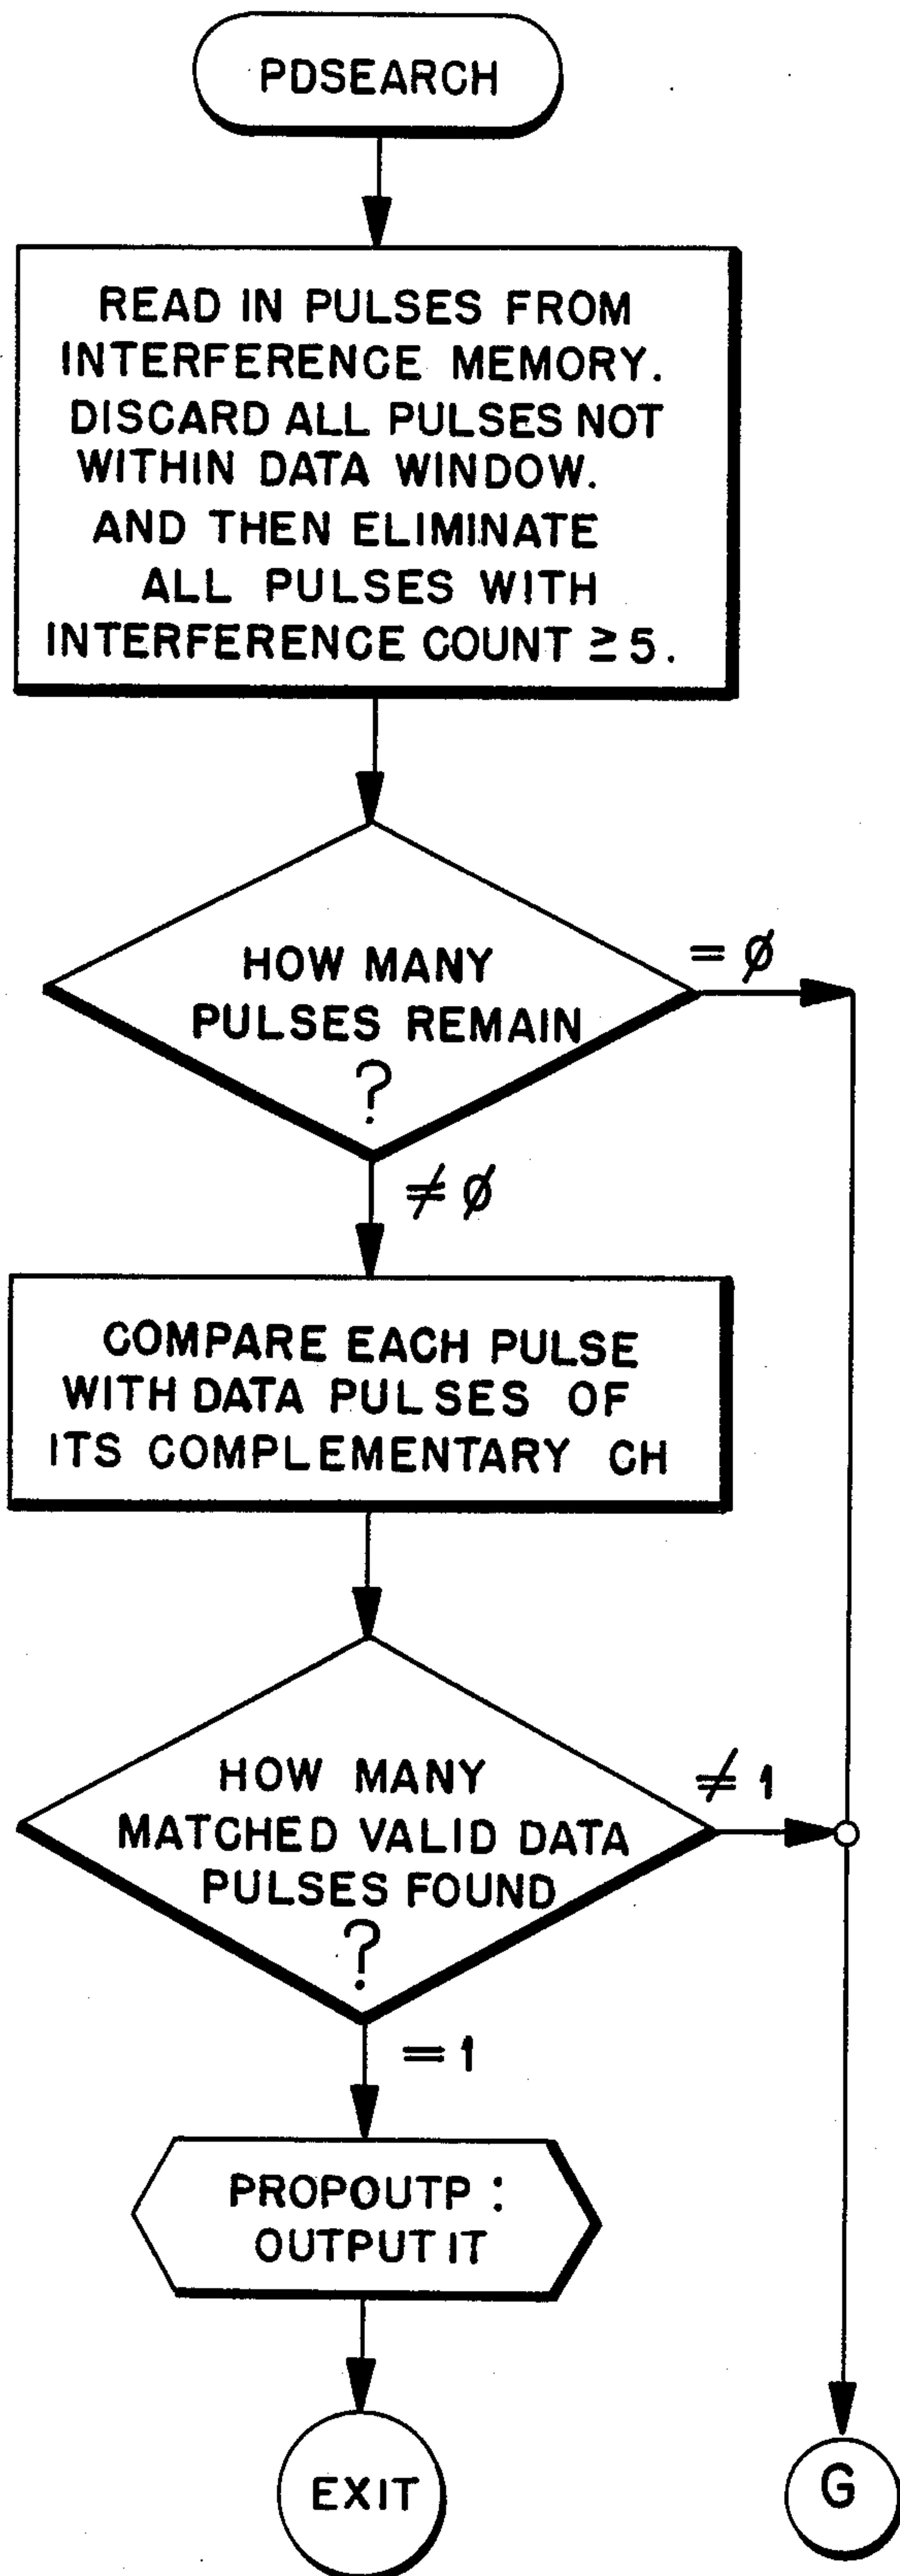 PDSEARCH
READ IN PULSES FROM
INTERFERENCE MEMORY.
DISCARD ALL PULSES NOT
WITHIN DATA WINDOW.
AND THEN ELIMINATE
ALL PULSES WITH
INTERFERENCE COUNT ≥ 5.
HOW MANY
PULSES REMAIN
?
= ∅
≠ ∅
COMPARE EACH PULSE
WITH DATA PULSES OF
ITS COMPLEMENTARY CH
HOW MANY
MATCHED VALID DATA
PULSES FOUND
?
≠ 1
= 1
PROPOUTP :
OUTPUT IT
EXIT
G